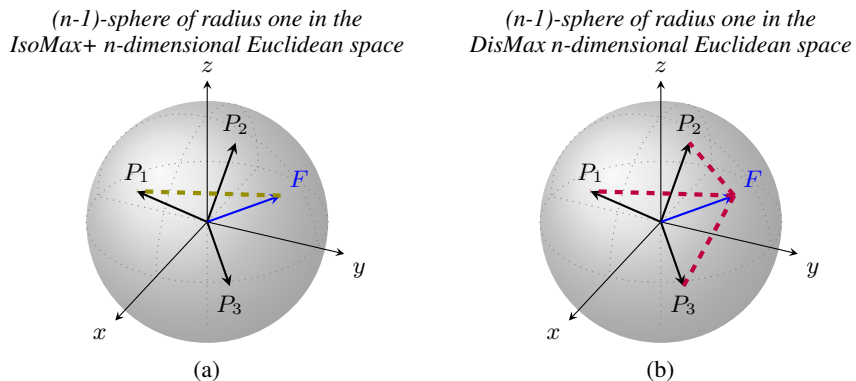 (n-1)-sphere of radius one in the
IsoMax+ n-dimensional Euclidean space
z
P2
P1
F
y
P3
x
(a)
(n-1)-sphere of radius one in the
DisMax n-dimensional Euclidean space
z
P2
P1
F
y
P3
x
(b)